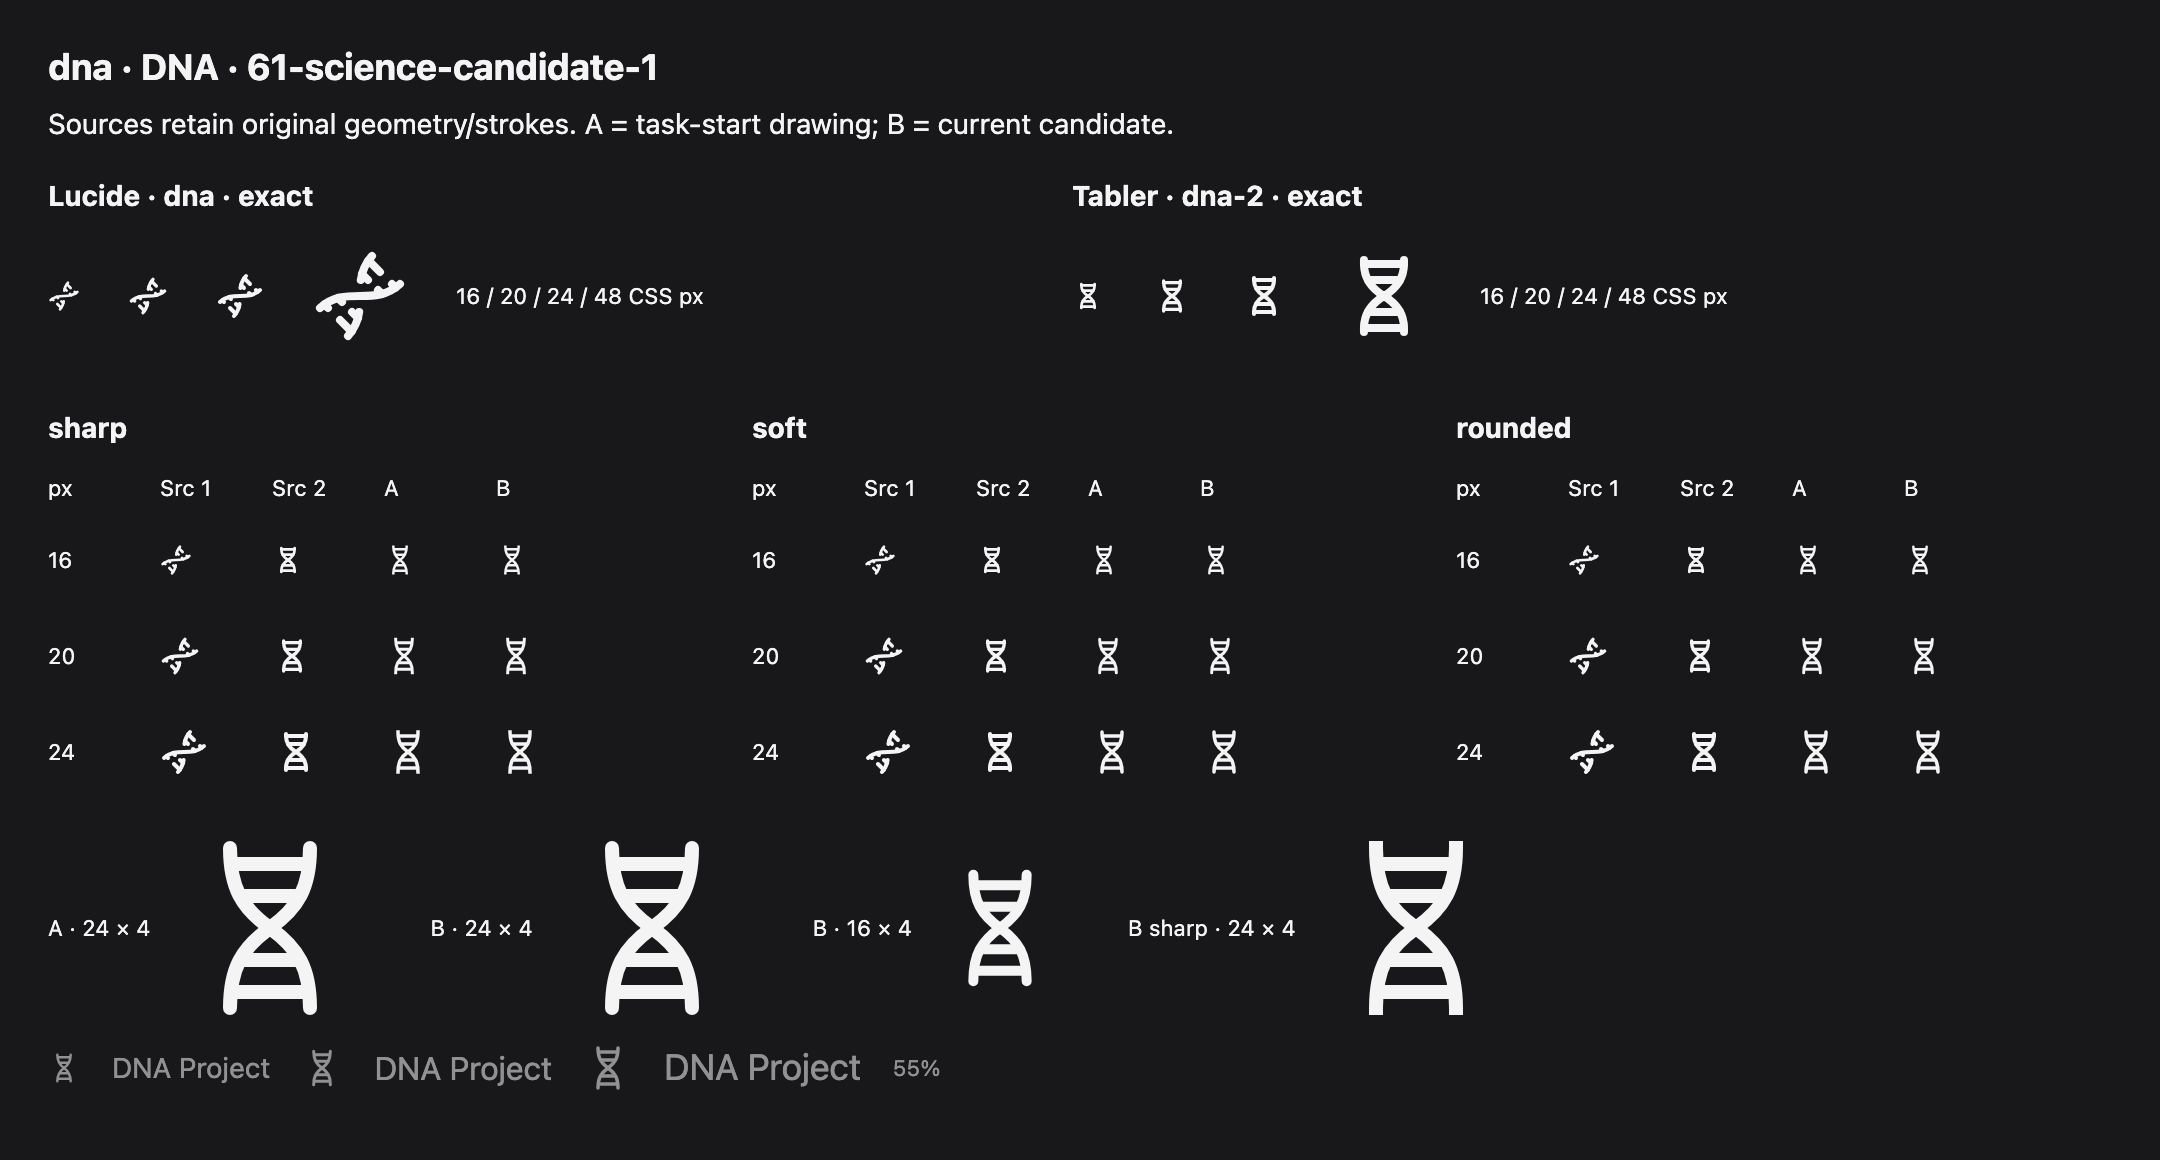 dna · DNA · 61-science-candidate-1
Sources retain original geometry/strokes. A = task-start drawing; B = current candidate.
Lucide · dna · exact
Tabler · dna-2 · exact
16 / 20 / 24 / 48 CSS px
16 / 20 / 24 / 48 CSS px
sharp
soft
rounded
px Src 1 Src 2 A B
px Src 1 Src 2 A B
px Src 1 Src 2 A B
16
16
16
20
20
20
24
24
24
A · 24 × 4
B · 24 × 4
B · 16 × 4
B sharp · 24 × 4
DNA Project
DNA Project
DNA Project
55%